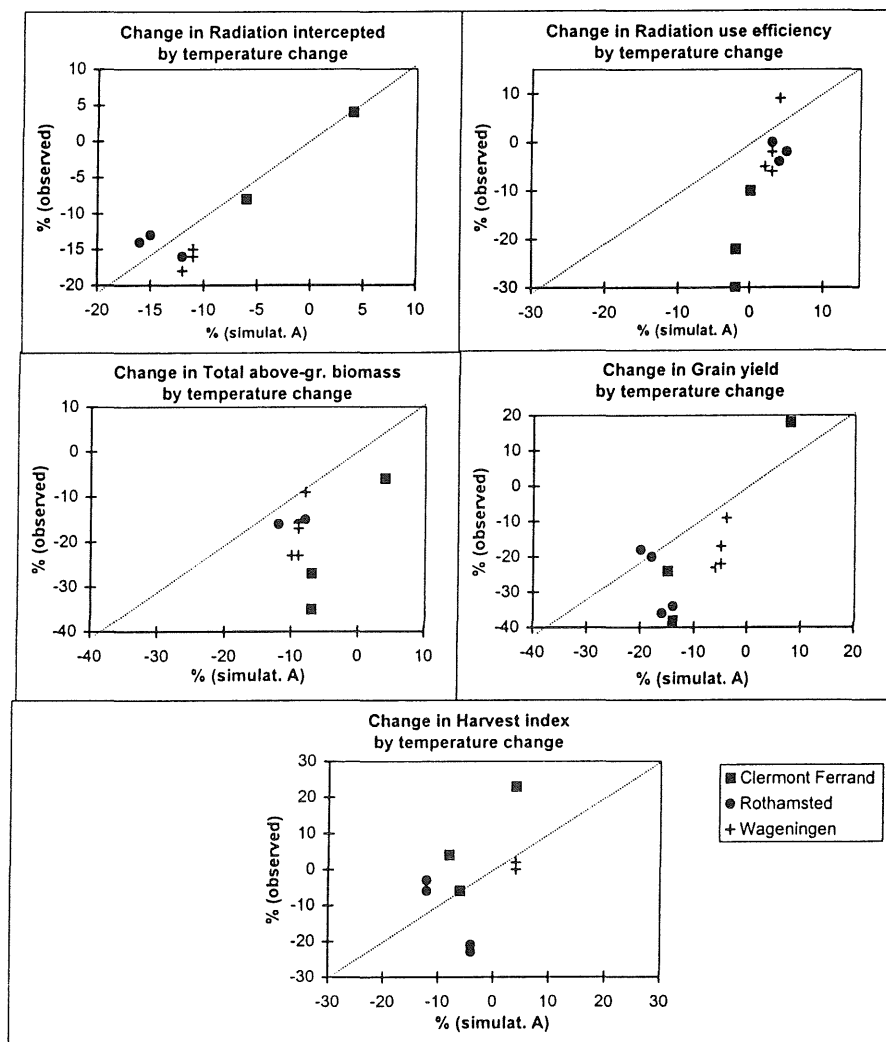 Change in Radiation intercepted
by temperature change
10
5
0
-5
-10
-15
-20
% (observed)
-20 -15 -10 -5 0 5 10
% (simulat. A)
Change in Radiation use efficiency
by temperature change
10
0
-10
-20
-30
% (observed)
-30 -20 -10 0 10
% (simulat. A)
Change in Total above-gr. biomass
by temperature change
10
0
-10
-20
-30
-40
% (observed)
-40 -30 -20 -10 0 10
% (simulat. A)
Change in Grain yield
by temperature change
20
10
0
-10
-20
-30
-40
% (observed)
-40 -30 -20 -10 0 10 20
% (simulat. A)
Change in Harvest index
by temperature change
30
20
10
0
-10
-20
-30
% (observed)
-30 -20 -10 0 10 20 30
% (simulat. A)
Clermont Ferrand
Rothamsted
Wageningen